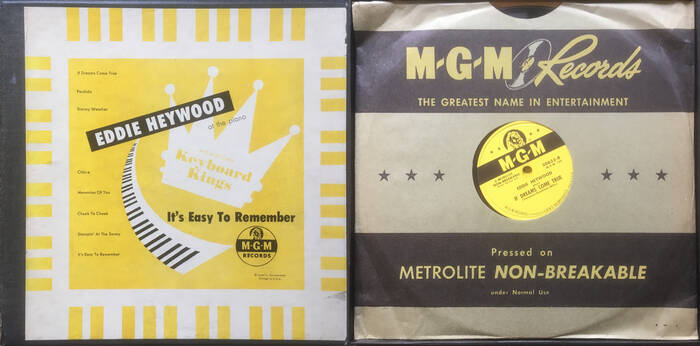 If Dreams Come True
Perdido
Stormy Weather
EDDIE HEYWOOD
at the piano
Keyboard
Kings
Chlo-e
Memories Of You
Cheek To Cheek
Stompin' At The Savoy
It's Easy To Remember
It's Easy To Remember
M-G-M
RECORDS
M-G-M Records
THE GREATEST NAME IN ENTERTAINMENT
M-G-M
EDDIE HEYWOOD
IF DREAMS COME TRUE
Pressed on
METROLITE NON-BREAKABLE
under Normal Use